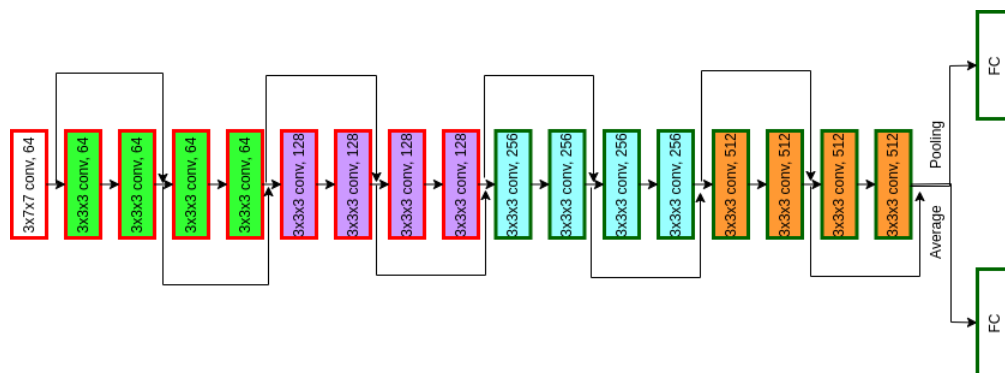 3x7x7 conv, 64
3x3x3 conv, 64
3x3x3 conv, 64
3x3x3 conv, 64
3x3x3 conv, 64
3x3x3 conv, 128
3x3x3 conv, 128
3x3x3 conv, 128
3x3x3 conv, 128
3x3x3 conv, 256
3x3x3 conv, 256
3x3x3 conv, 256
3x3x3 conv, 256
3x3x3 conv, 512
3x3x3 conv, 512
3x3x3 conv, 512
3x3x3 conv, 512
Average
Pooling
FC
FC